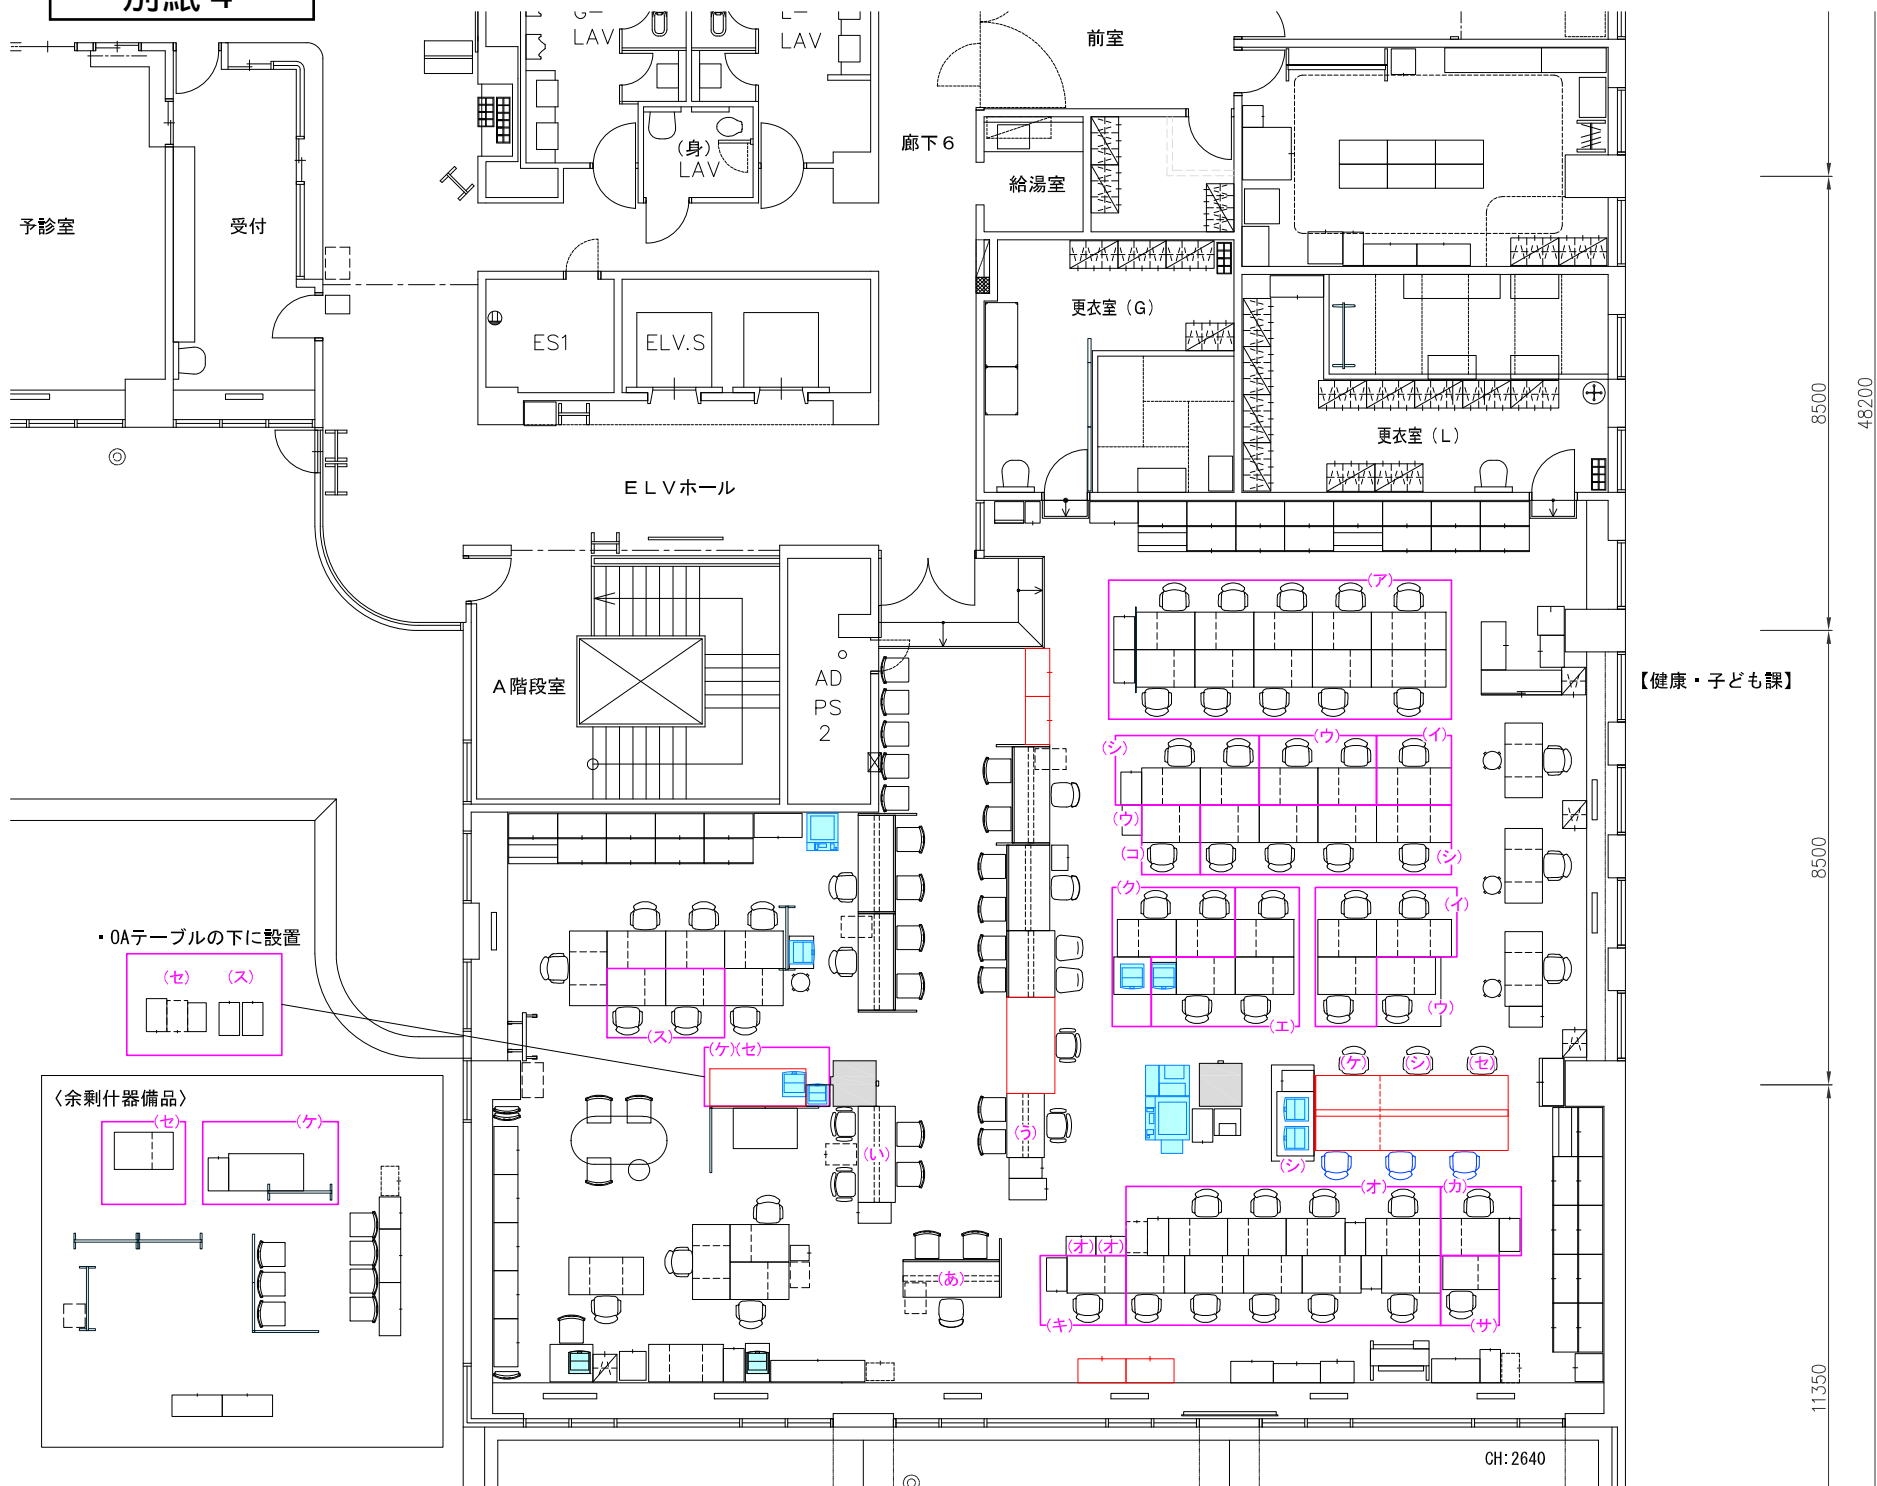 別紙４
G-
LAV
L-
LAV
前室
廊下６
(身)
LAV
給湯室
予診室
受付
更衣室（G）
ES1
ELV.S
更衣室（L）
8500
48200
ＥＬＶホール
(ア)
Ａ階段室
AD
PS
2
【健康・子ども課】
(シ)
(ウ)
(イ)
(ウ)
(コ)
(シ)
8500
(ク)
(イ)
・OAテーブルの下に設置
(セ)
(ス)
(ス)
(エ)
(ウ)
(ケ)(セ)
(ケ)
(シ)
(セ)
〈余剰什器備品〉
(セ)
(ケ)
(い)
(う)
(シ)
(オ)
(カ)
(オ)(オ)
(あ)
(キ)
(サ)
11350
CH:2640